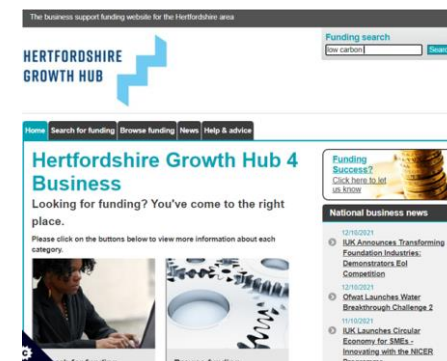 The business support funding website for the Hertfordshire area
HERTFORDSHIRE
GROWTH HUB
Funding search
low carbon
Home Search for funding Browse funding News Help & advice
Hertfordshire Growth Hub 4
Business
Looking for funding? You've come to the right
place.
Please click on the buttons below to view more information about each
category.
Funding
Success?
Click here to let
us know
National business news
12/10/2021
IUK Announces Transforming
Foundation Industries:
Demonstrators EoI
Competition
12/10/2021
Ofwat Launches Water
Breakthrough Challenge 2
11/10/2021
IUK Launches Circular
Economy for SMEs -
Innovating with the NICER